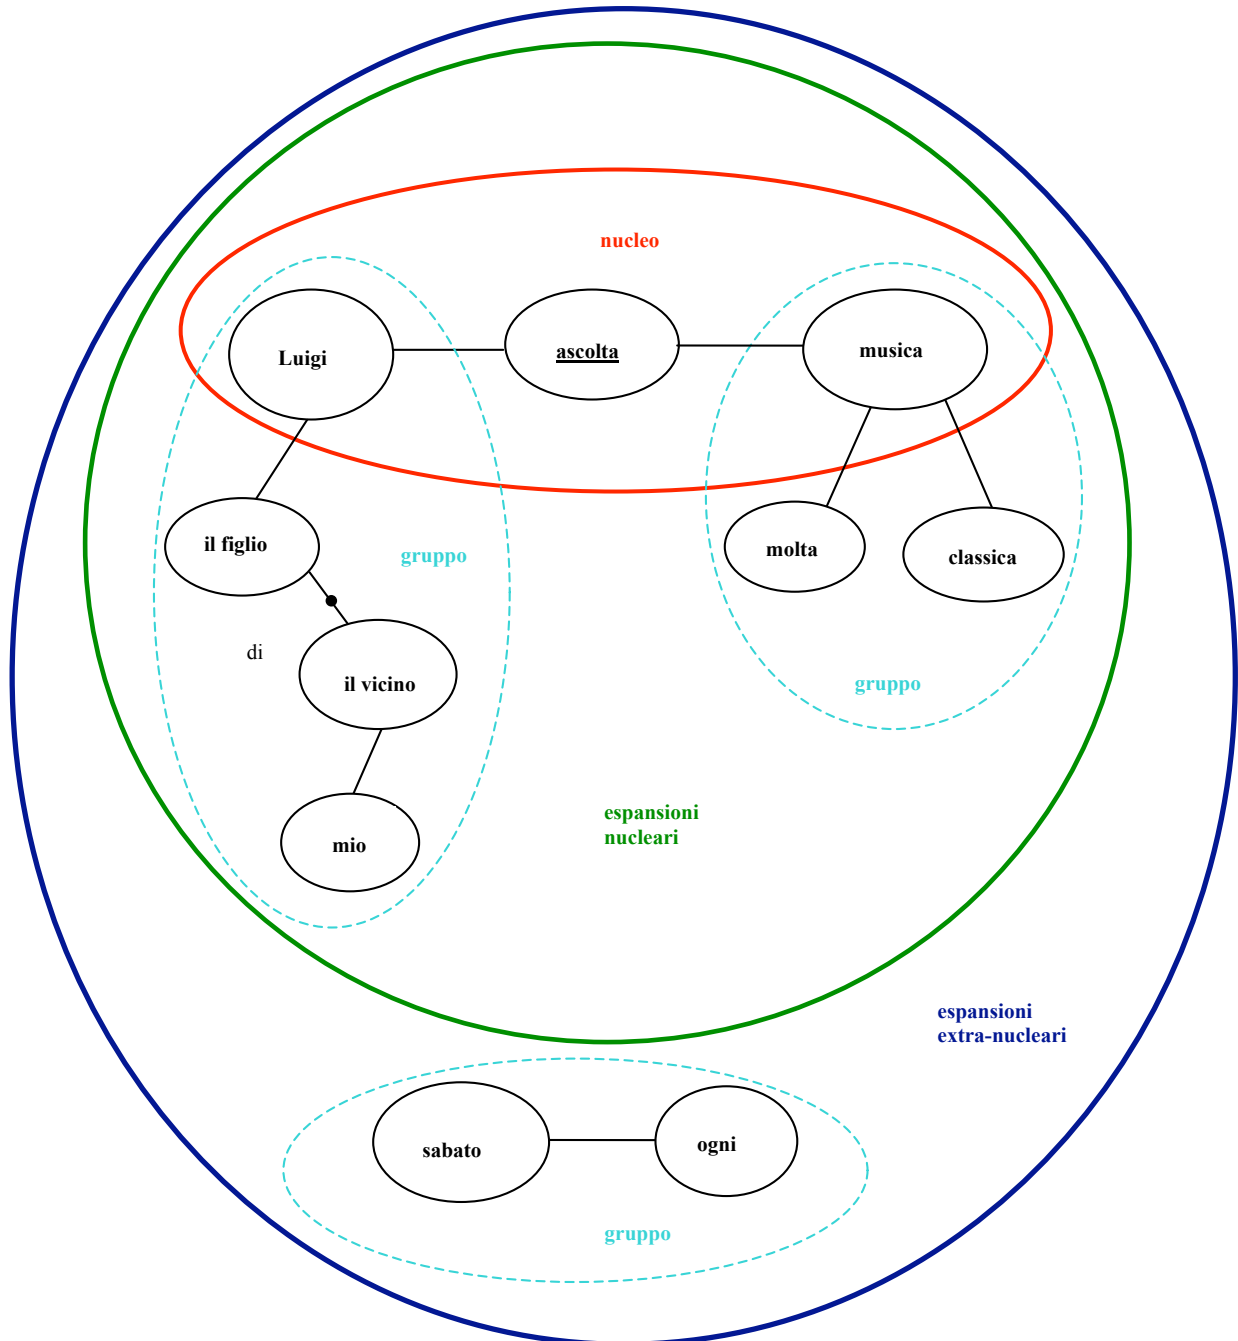 nucleo
Luigi
ascolta
musica
il figlio
gruppo
molta
classica
di
il vicino
gruppo
mio
espansioni
nucleari
espansioni
extra-nucleari
sabato
ogni
gruppo